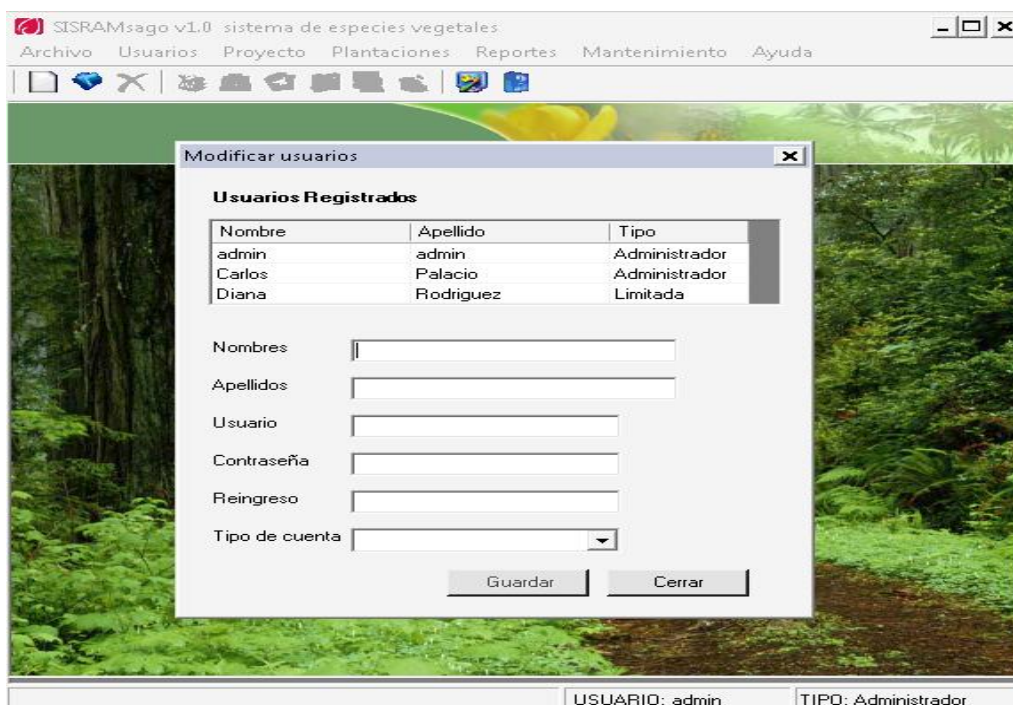 SISRAMsago v1.0 sistema de especies vegetales
Archivo Usuarios Proyecto Plantaciones Reportes Mantenimiento Ayuda
Modificar usuarios
Usuarios Registrados
Nombre Apellido Tipo
admin admin Administrador
Carlos Palacio Administrador
Diana Rodriguez Limitada
Nombres
Apellidos
Usuario
Contraseña
Reingreso
Tipo de cuenta
Guardar Cerrar
USUARIO: admin TIPO: Administrador